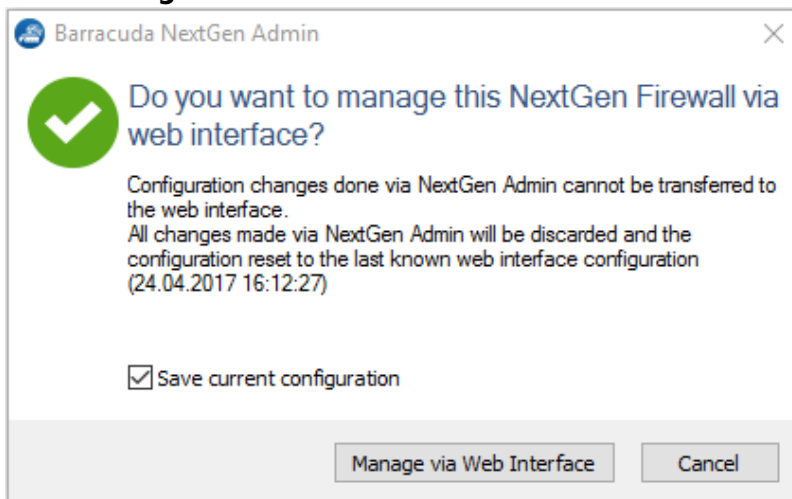 Barracuda NextGen Admin
Do you want to manage this NextGen Firewall via
web interface?
Configuration changes done via NextGen Admin cannot be transferred to
the web interface.
All changes made via NextGen Admin will be discarded and the
configuration reset to the last known web interface configuration
(24.04.2017 16:12:27)
Save current configuration
Manage via Web Interface
Cancel